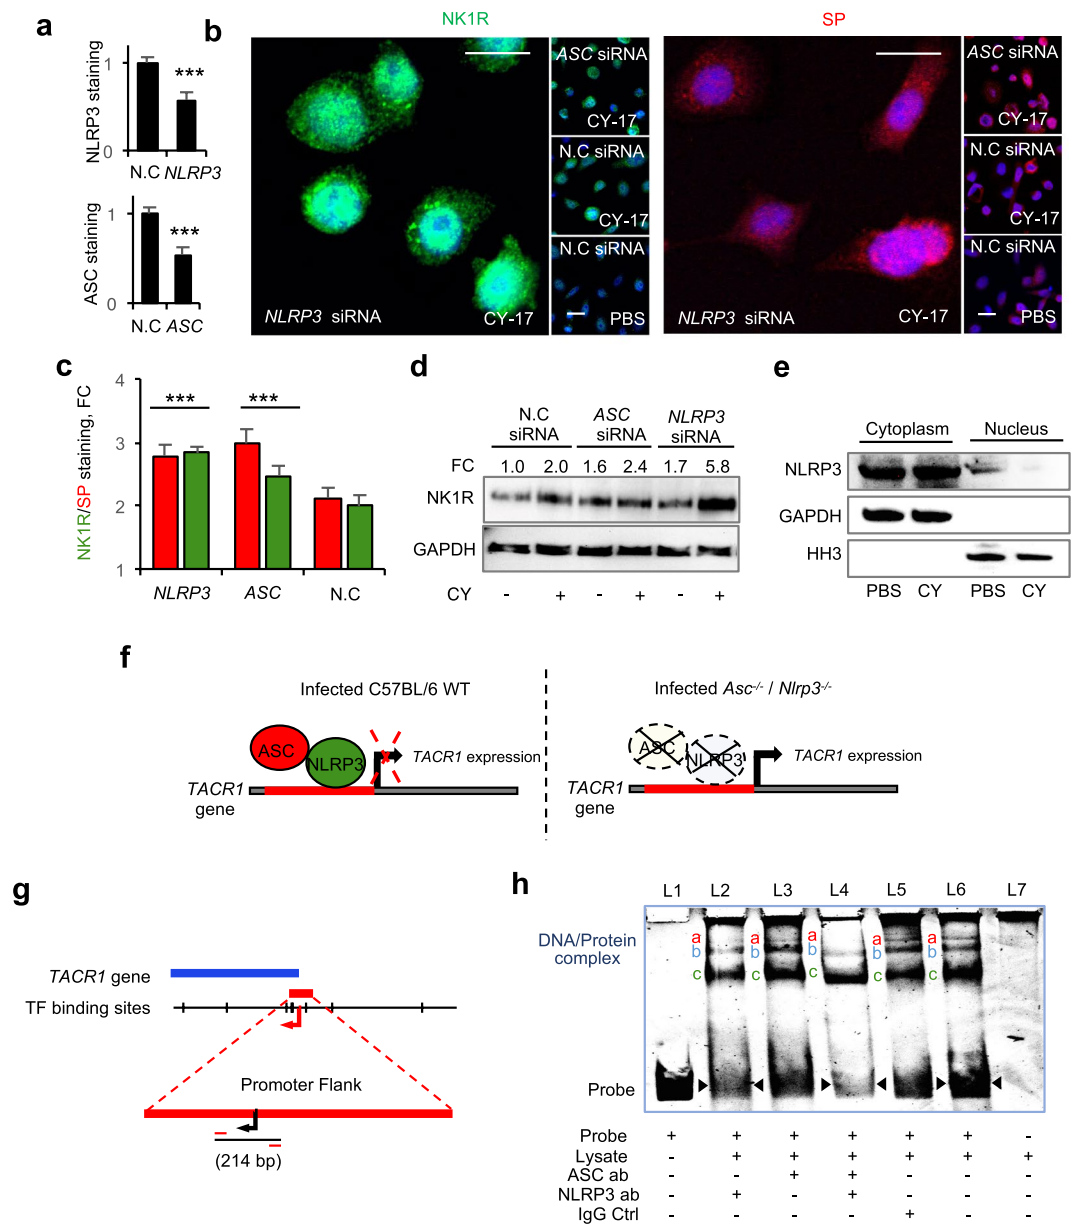 a
NLRP3 staining
1
***
0
N.C NLRP3
ASC staining
1
***
0
N.C ASC
b
NK1R
SP
ASC siRNA
CY-17
N.C siRNA
CY-17
N.C siRNA
PBS
NLRP3 siRNA
CY-17
ASC siRNA
CY-17
N.C siRNA
CY-17
N.C siRNA
PBS
NLRP3 siRNA
CY-17
c
NK1R/SP staining, FC
4
3
2
1
*** ***
NLRP3 ASC N.C
d
N.C siRNA
ASC siRNA
NLRP3 siRNA
FC 1.0 2.0 1.6 2.4 1.7 5.8
NK1R
GAPDH
CY - + - + - +
e
Cytoplasm Nucleus
NLRP3
GAPDH
HH3
PBS CY PBS CY
f
Infected C57BL/6 WT
ASC
NLRP3
TACR1 expression
TACR1 gene
Infected Asc-/- / Nlrp3-/-
ASC
NLRP3
TACR1 expression
TACR1 gene
g
TACR1 gene
TF binding sites
Promoter Flank
(214 bp)
h
L1 L2 L3 L4 L5 L6 L7
DNA/Protein complex
a a a a a
b b b b b
c c c c c
Probe
Probe + + + + + + -
Lysate - + + + + + +
ASC ab - - + + - - -
NLRP3 ab - + - + - - -
IgG Ctrl - - - - + - -